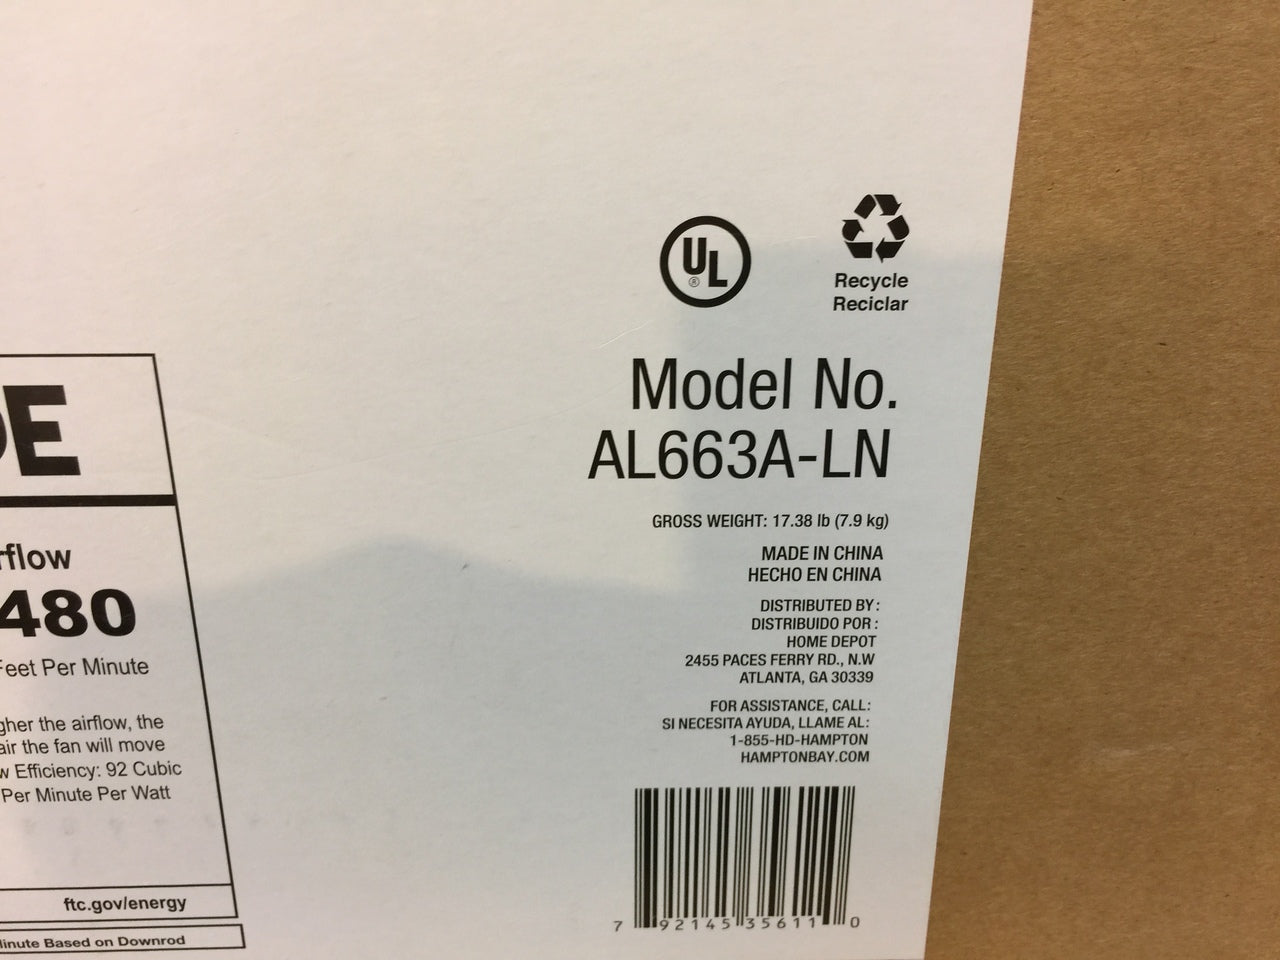 UL
®
Recycle
Reciclar
Model No.
AL663A-LN
GROSS WEIGHT: 17.38 lb (7.9 kg)
MADE IN CHINA
HECHO EN CHINA
DISTRIBUTED BY :
DISTRIBUIDO POR :
HOME DEPOT
2455 PACES FERRY RD., N.W
ATLANTA, GA 30339
FOR ASSISTANCE, CALL:
SI NECESITA AYUDA, LLAME AL:
1-855-HD-HAMPTON
HAMPTONBAY.COM
7 92145 35611 0
DE
rflow
480
Feet Per Minute
gher the airflow, the
air the fan will move
w Efficiency: 92 Cubic
Per Minute Per Watt
ftc.gov/energy
linute Based on Downrod